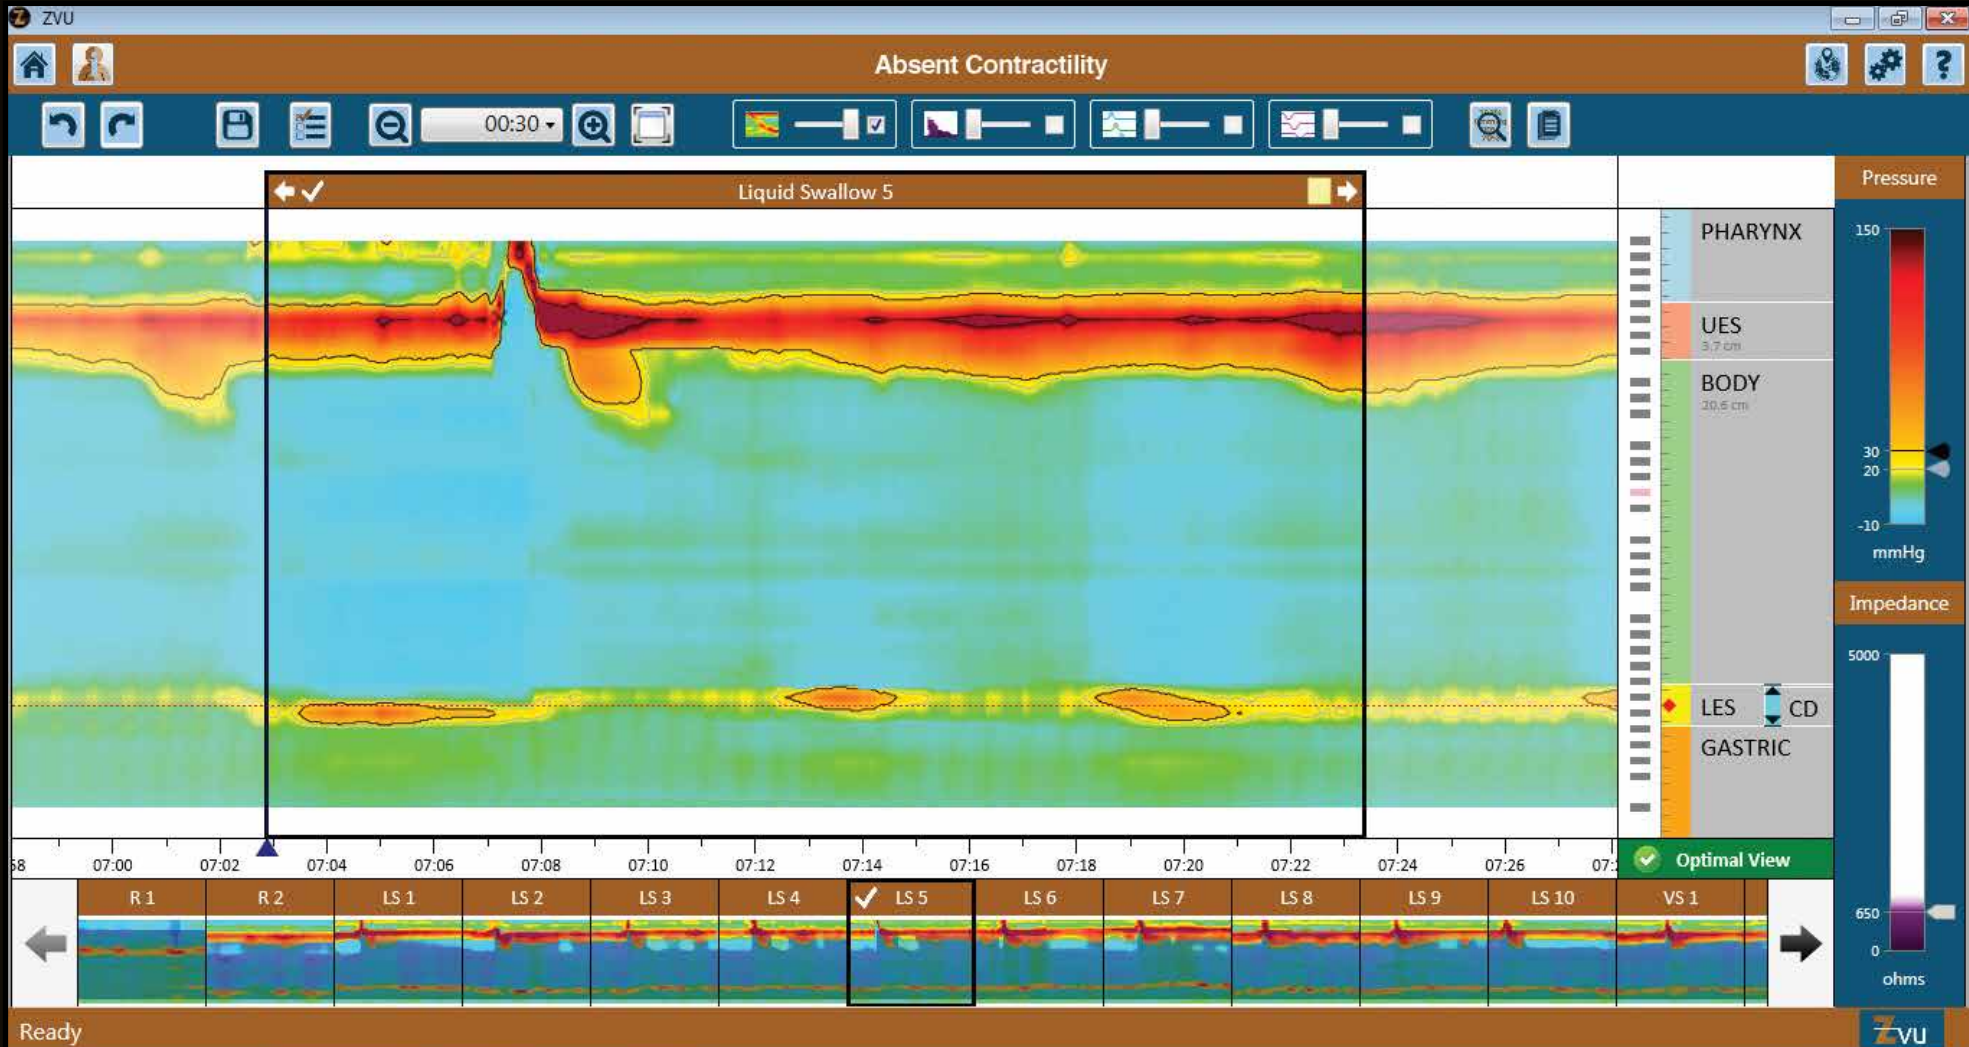 ZVU
Absent Contractility
00:30
Liquid Swallow 5
Pressure
PHARYNX
150
UES
3.7 cm
BODY
20.6 cm
30
20
-10
mmHg
Impedance
5000
LES CD
GASTRIC
58 07:00 07:02 07:04 07:06 07:08 07:10 07:12 07:14 07:16 07:18 07:20 07:22 07:24 07:26 07:
Optimal View
R 1 R 2 LS 1 LS 2 LS 3 LS 4 LS 5 LS 6 LS 7 LS 8 LS 9 LS 10 VS 1
650
0
ohms
Ready
ZVU